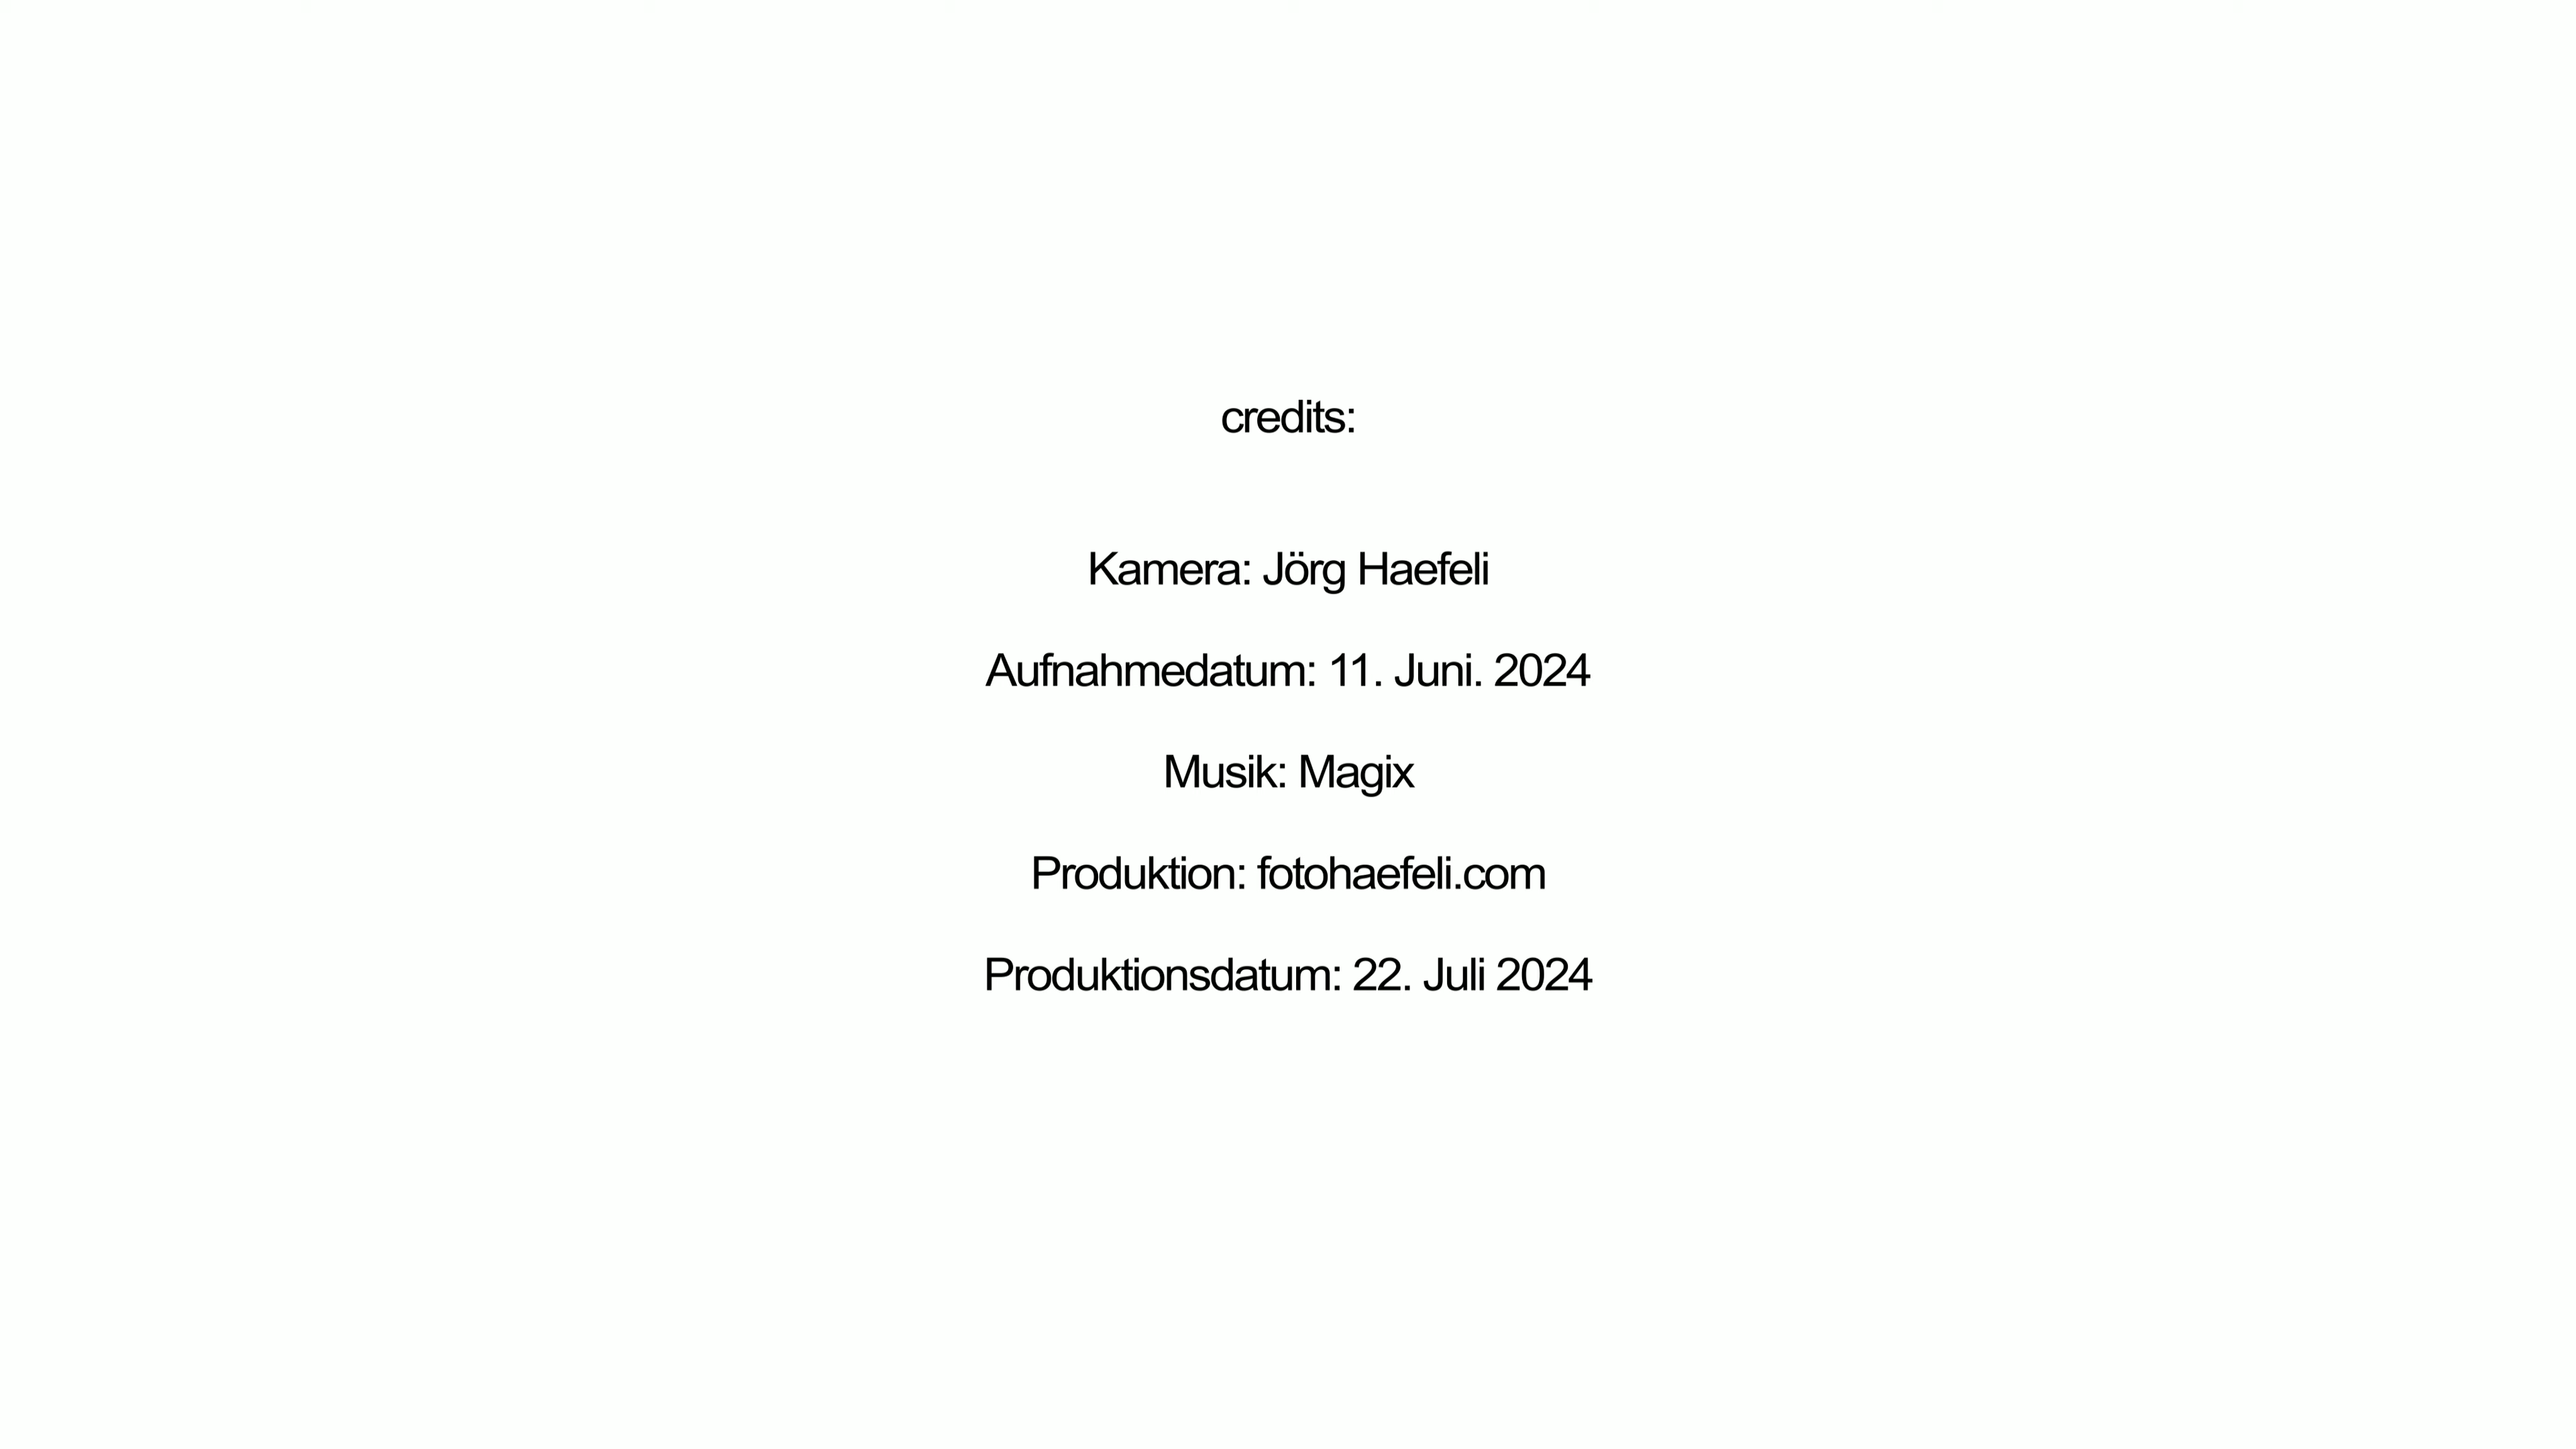 credits:
Kamera: Jörg Haefeli
Aufnahmedatum: 11. Juni. 2024
Musik: Magix
Produktion: fotohaefeli.com
Produktionsdatum: 22. Juli 2024